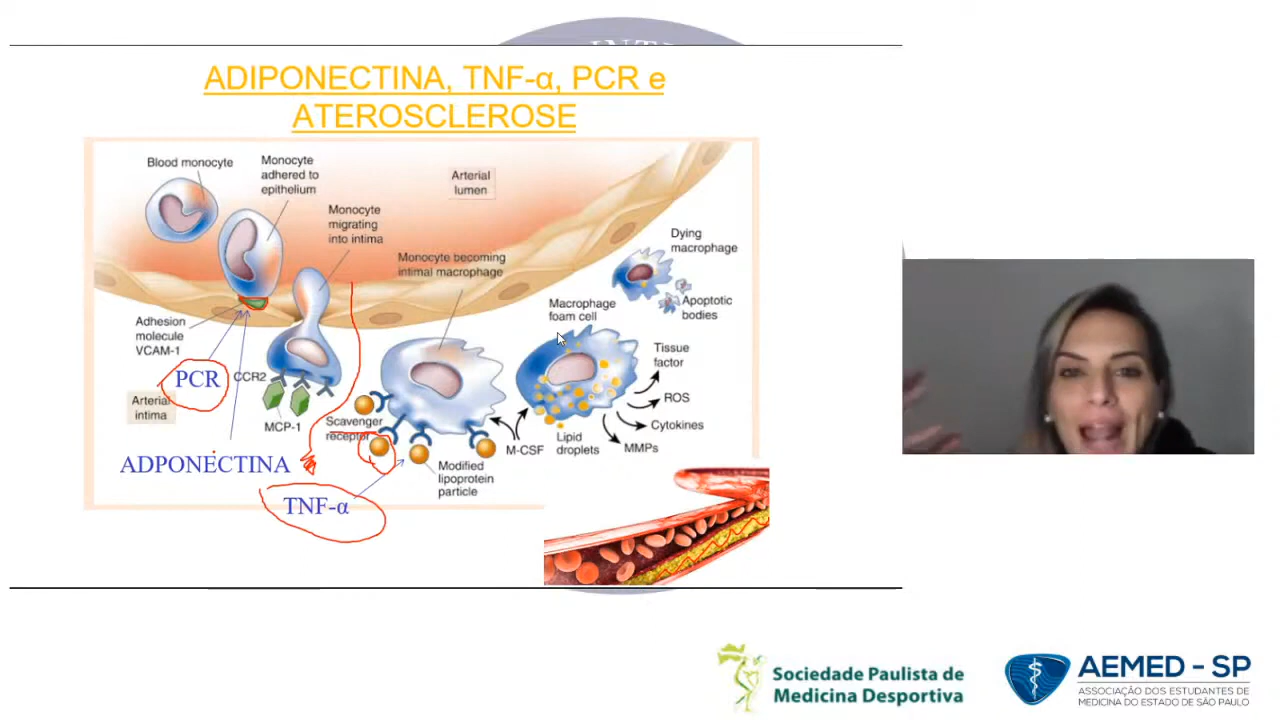 ADIPONECTINA, TNF-α, PCR e
ATEROSCLEROSE
Blood monocyte
Monocyte
adhered to
epithelium
Arterial
lumen
Monocyte
migrating
into intima
Monocyte becoming
intimal macrophage
Dying
macrophage
Apoptotic
bodies
Macrophage
foam cell
Adhesion
molecule
VCAM-1
PCR
CCR2
Arterial
intima
MCP-1
Scavenger
receptor
Tissue
factor
ROS
Cytokines
MMPs
M-CSF
Lipid
droplets
Modified
lipoprotein
particle
ADPONECTINA
TNF-α
Sociedade Paulista de
Medicina Desportiva
AEMED - SP
ASSOCIAÇÃO DOS ESTUDANTES DE
MEDICINA DO ESTADO DE SÃO PAULO